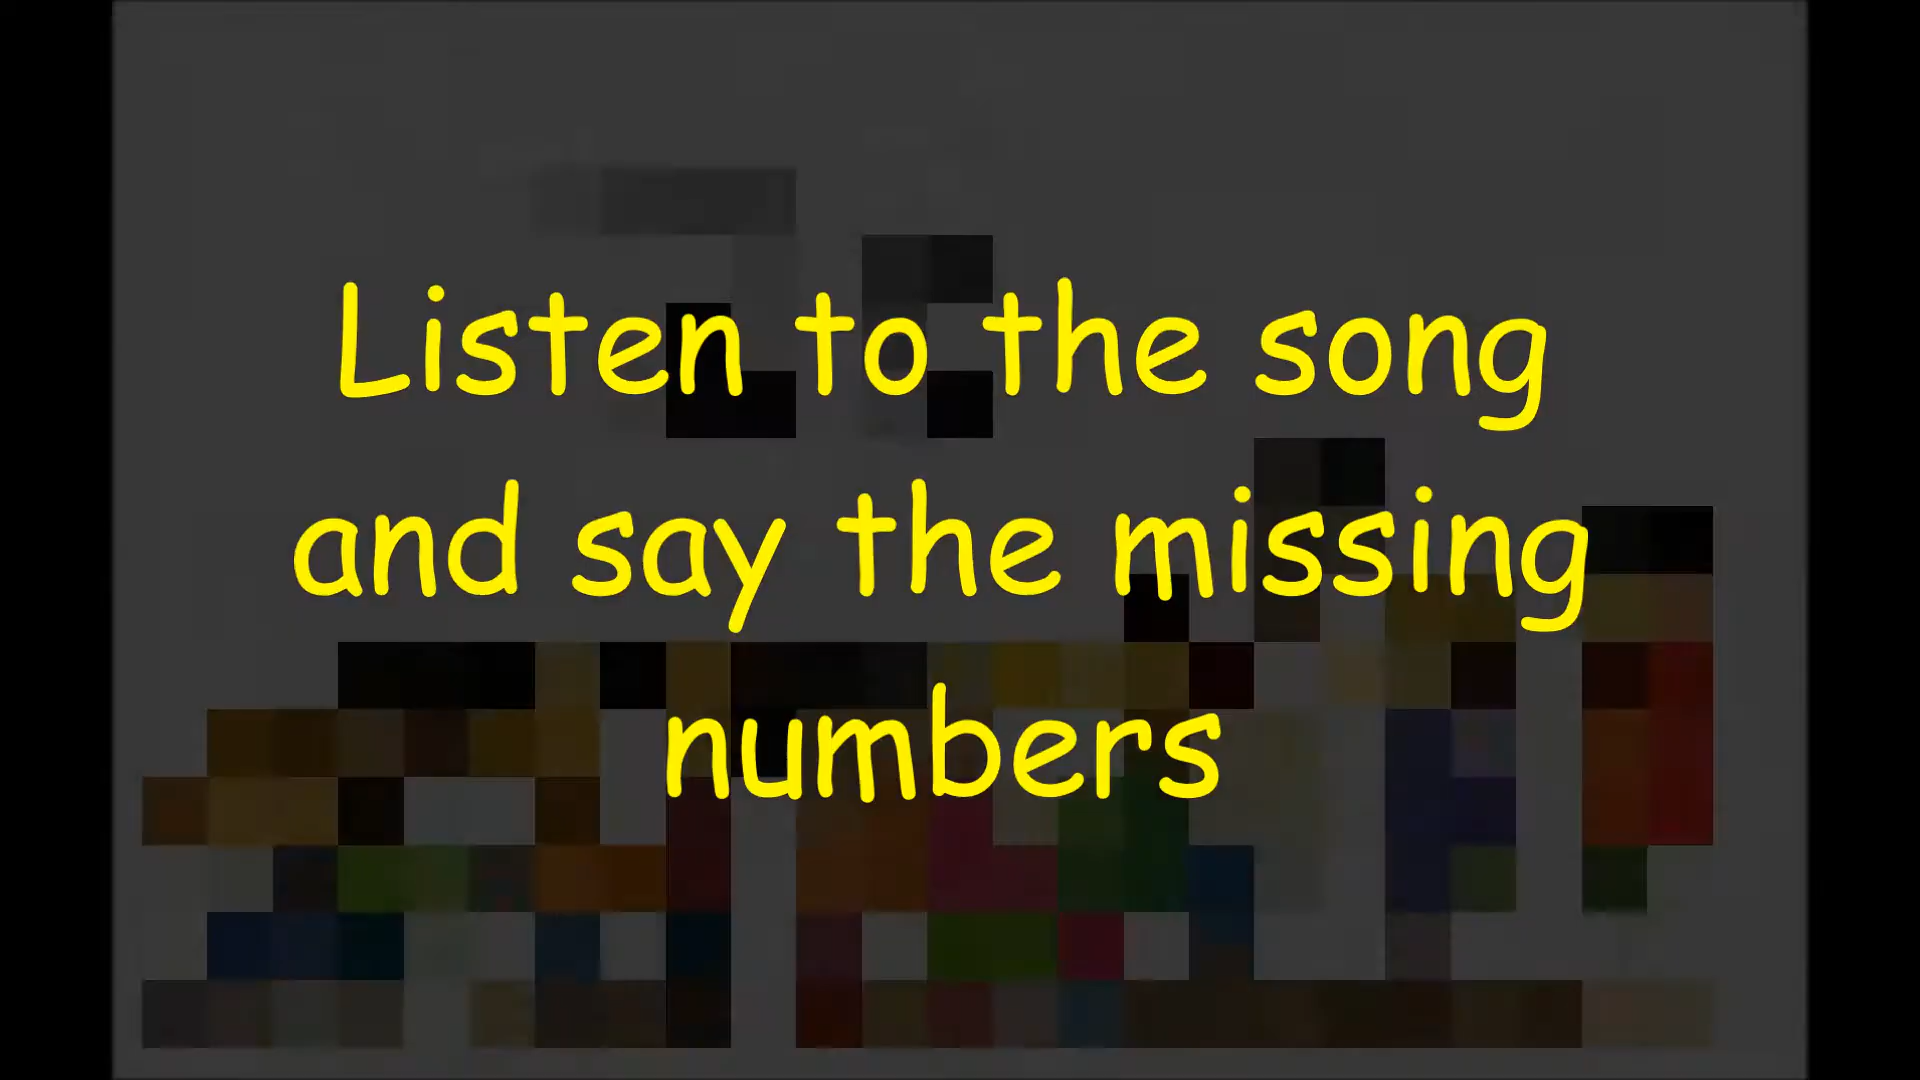 Listen to the song
and say the missing
numbers